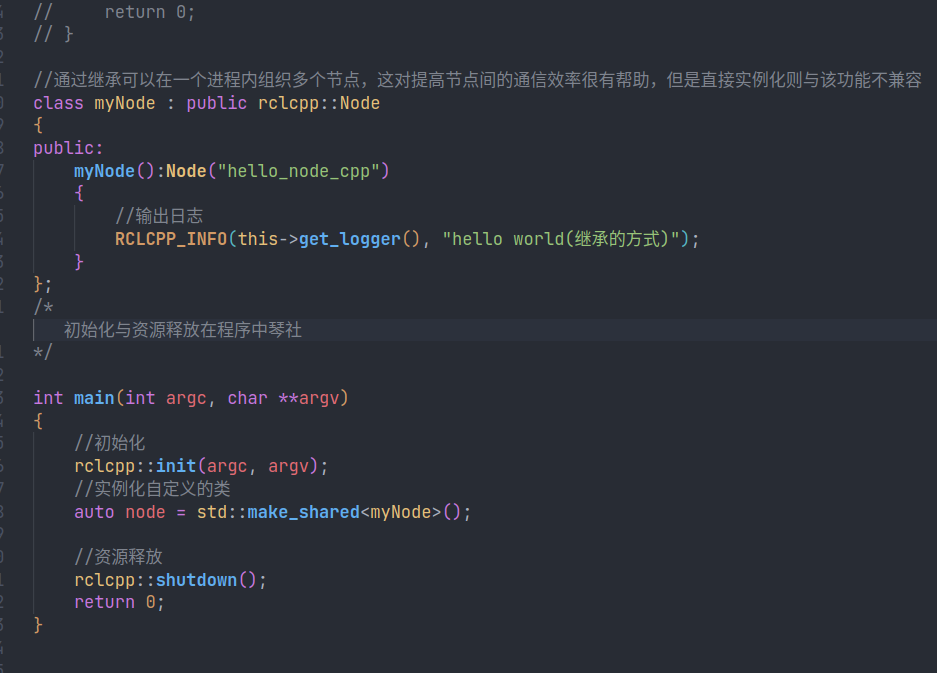 //     return 0;
// }
//通过继承可以在一个进程内组织多个节点，这对提高节点间的通信效率很有帮助，但是直接实例化则与该功能不兼容
class myNode : public rclcpp::Node
{
public:
    myNode():Node("hello_node_cpp")
    {
        //输出日志
        RCLCPP_INFO(this->get_logger(), "hello world(继承的方式)");
    }
};
/*
   初始化与资源释放在程序中琴社
*/
int main(int argc, char **argv)
{
    //初始化
    rclcpp::init(argc, argv);
    //实例化自定义的类
    auto node = std::make_shared<myNode>();
    //资源释放
    rclcpp::shutdown();
    return 0;
}